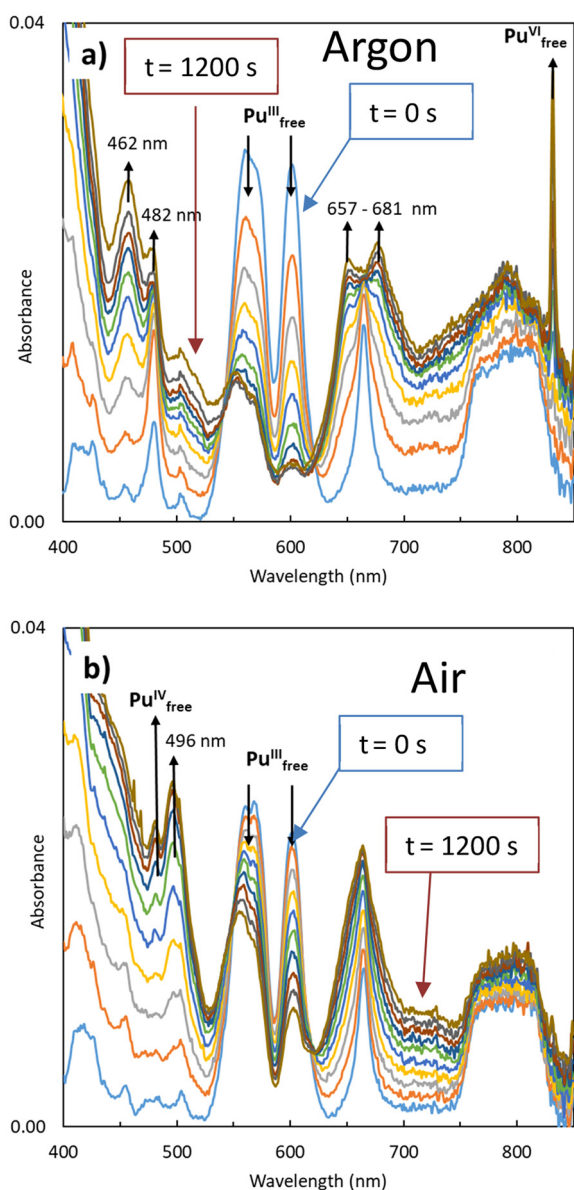 0.04
a)
Argon
Pu^VI_free
t = 1200 s
Pu^III_free
t = 0 s
462 nm
482 nm
657 - 681 nm
Absorbance
0.00
400 500 600 700 800
Wavelength (nm)
0.04
b)
Air
Pu^IV_free
496 nm
Pu^III_free
t = 0 s
t = 1200 s
Absorbance
0.00
400 500 600 700 800
Wavelength (nm)